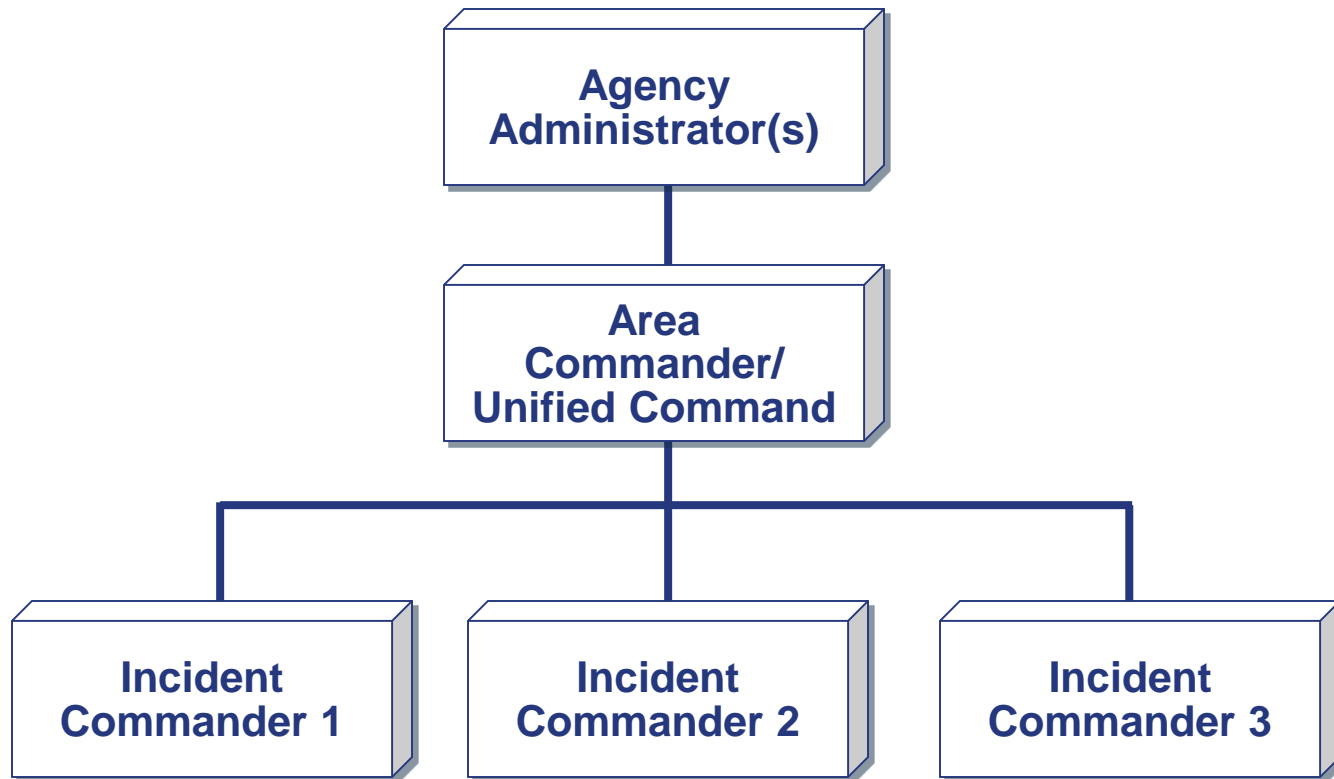 Agency
Administrator(s)
Area
Commander/
Unified Command
Incident
Commander 1
Incident
Commander 2
Incident
Commander 3